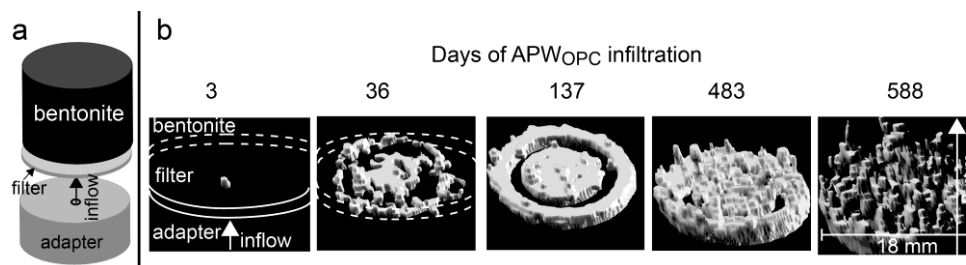 a
bentonite
filter
inflow
adapter
b
Days of APWOPC infiltration
3 36 137 483 588
bentonite
filter
adapter
inflow
18 mm